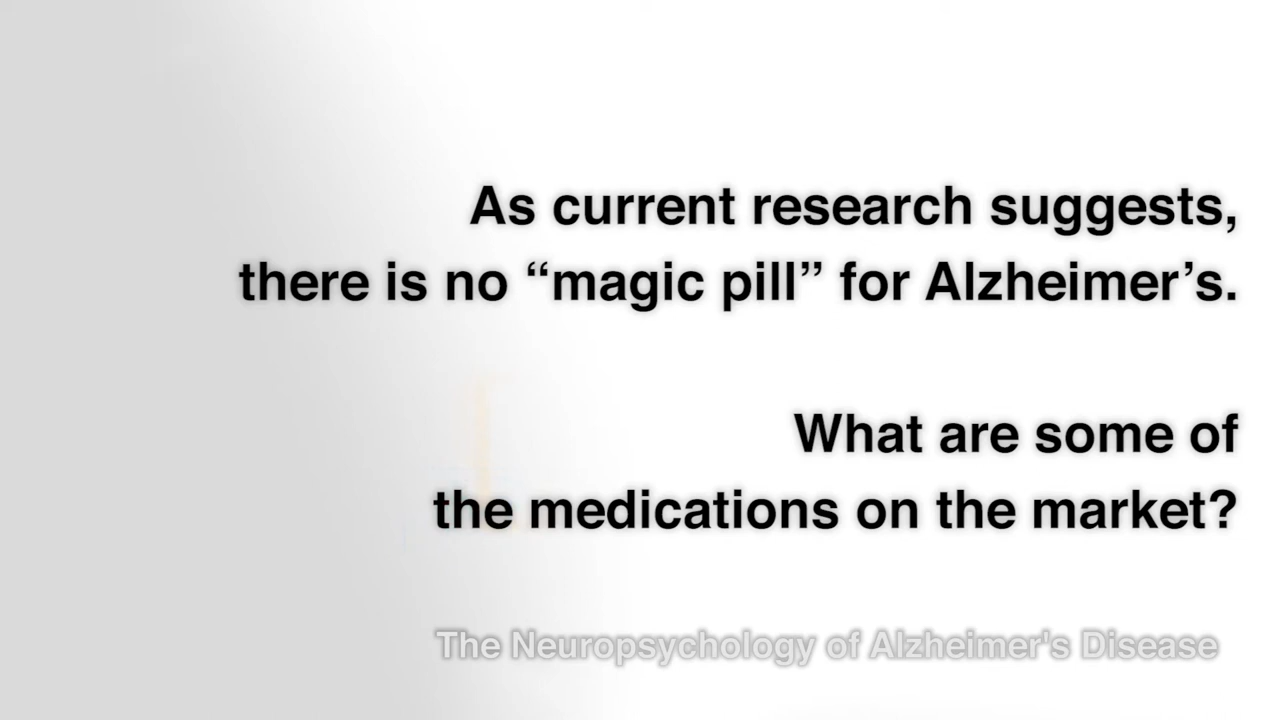 As current research suggests,
there is no “magic pill” for Alzheimer’s.
What are some of
the medications on the market?
The Neuropsychology of Alzheimer's Disease